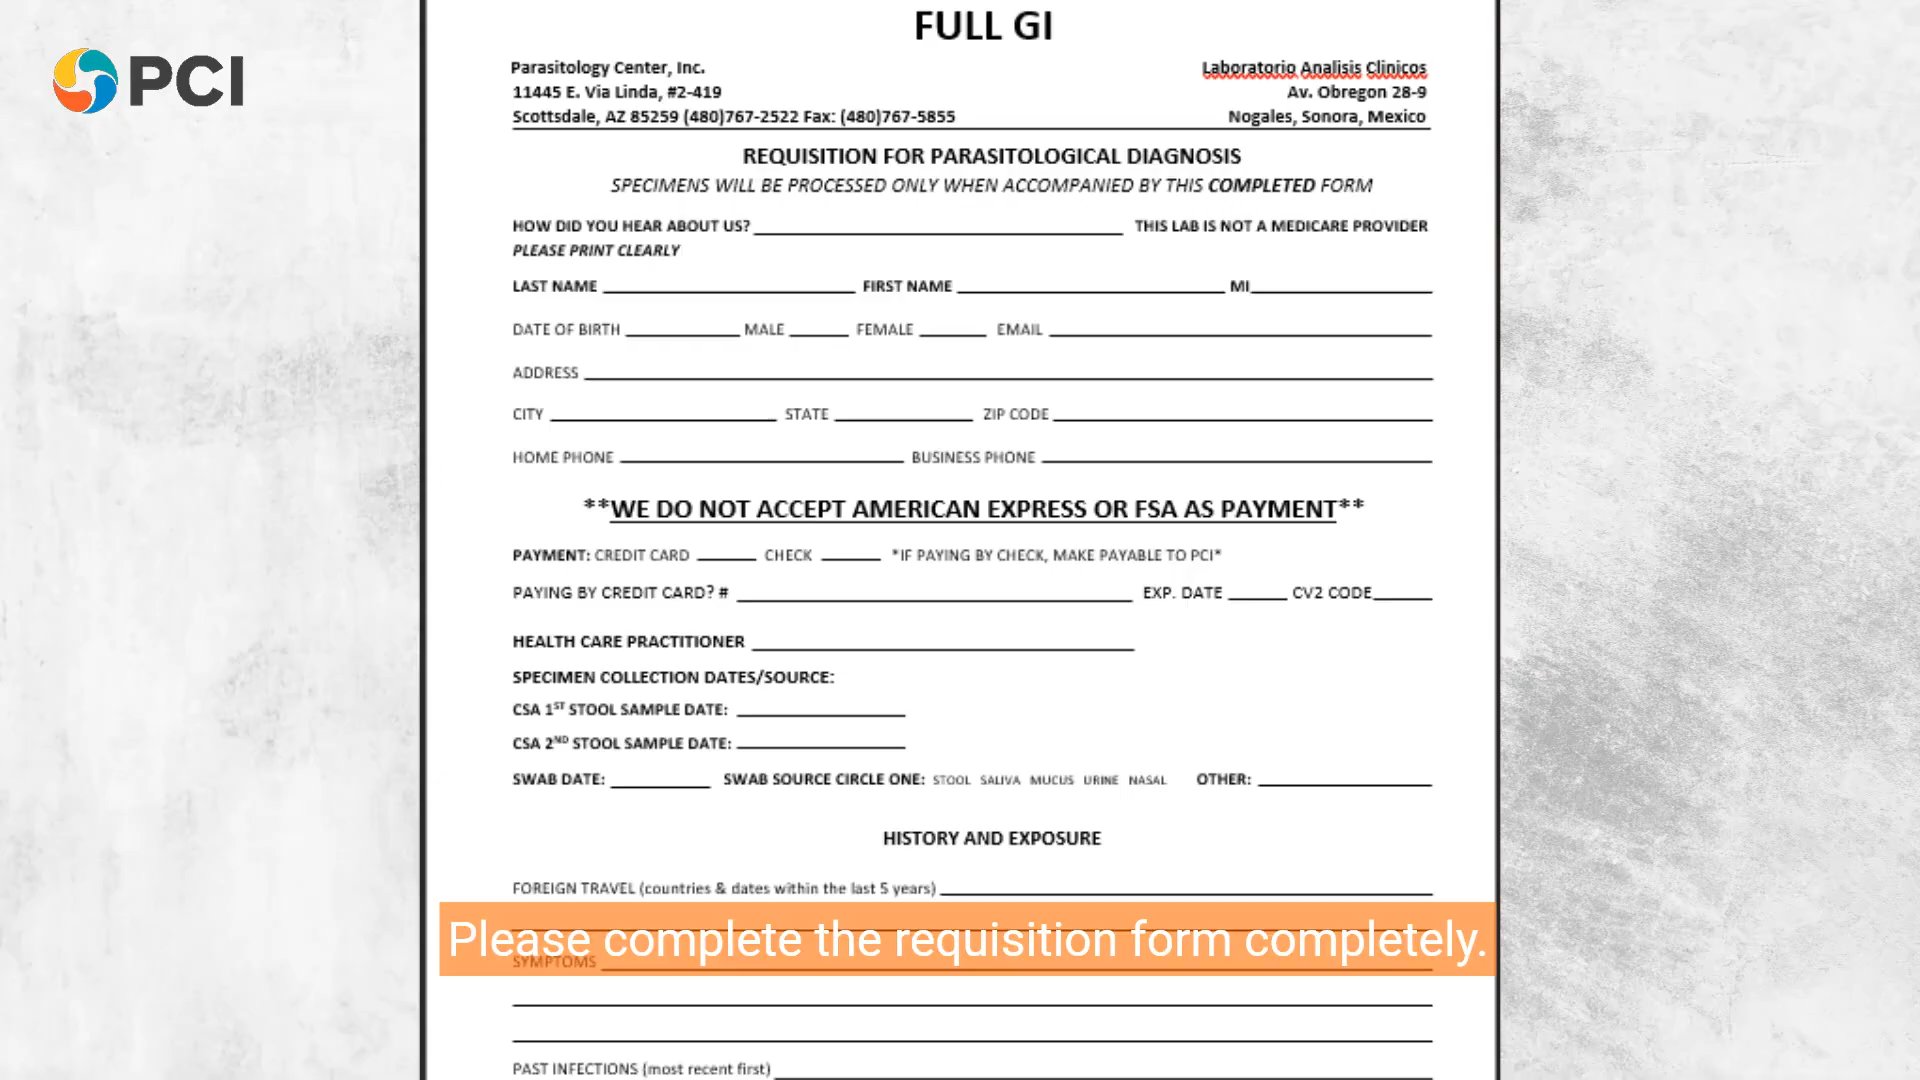 PCI
FULL GI
Parasitology Center, Inc. Laboratorio Analisis Clinicos
11445 E. Via Linda, #2-419 Av. Obregon 28-9
Scottsdale, AZ 85259 (480)767-2522 Fax: (480)767-5855 Nogales, Sonora, Mexico
REQUISITION FOR PARASITOLOGICAL DIAGNOSIS
SPECIMENS WILL BE PROCESSED ONLY WHEN ACCOMPANIED BY THIS COMPLETED FORM
HOW DID YOU HEAR ABOUT US? THIS LAB IS NOT A MEDICARE PROVIDER
PLEASE PRINT CLEARLY
LAST NAME FIRST NAME MI
DATE OF BIRTH MALE FEMALE EMAIL
ADDRESS
CITY STATE ZIP CODE
HOME PHONE BUSINESS PHONE
**WE DO NOT ACCEPT AMERICAN EXPRESS OR FSA AS PAYMENT**
PAYMENT: CREDIT CARD CHECK *IF PAYING BY CHECK, MAKE PAYABLE TO PCI*
PAYING BY CREDIT CARD? # EXP. DATE CV2 CODE
HEALTH CARE PRACTITIONER
SPECIMEN COLLECTION DATES/SOURCE:
CSA 1ST STOOL SAMPLE DATE:
CSA 2ND STOOL SAMPLE DATE:
SWAB DATE: SWAB SOURCE CIRCLE ONE: STOOL SALIVA MUCUS URINE NASAL OTHER:
HISTORY AND EXPOSURE
FOREIGN TRAVEL (countries & dates within the last 5 years)
Please complete the requisition form completely.
SYMPTOMS
PAST INFECTIONS (most recent first)